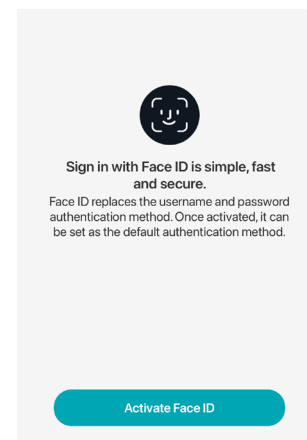 Sign in with Face ID is simple, fast
and secure.
Face ID replaces the username and password
authentication method. Once activated, it can
be set as the default authentication method.
Activate Face ID